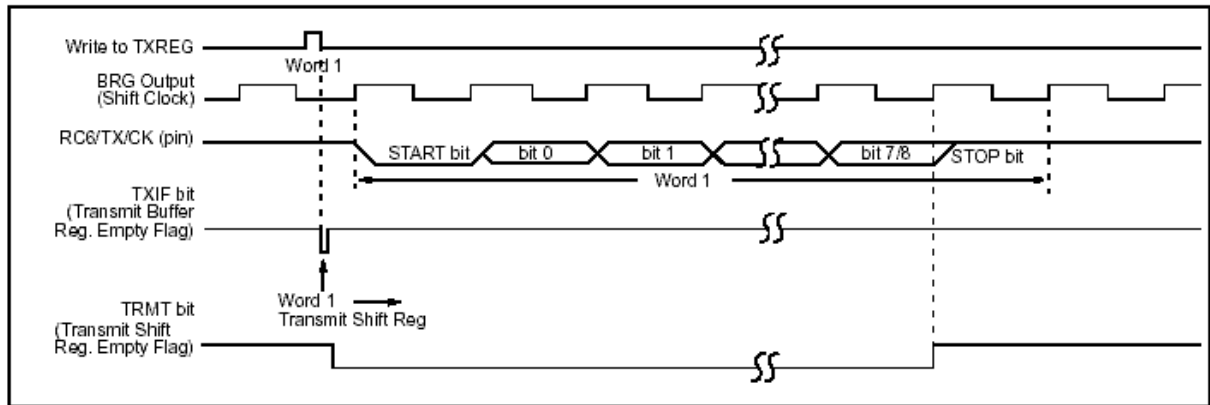 Write to TXREG
Word 1
BRG Output
(Shift Clock)
RC6/TX/CK (pin)
START bit
bit 0
bit 1
bit 7/8
STOP bit
Word 1
TXIF bit
(Transmit Buffer
Reg. Empty Flag)
Word 1
Transmit Shift Reg
TRMT bit
(Transmit Shift
Reg. Empty Flag)